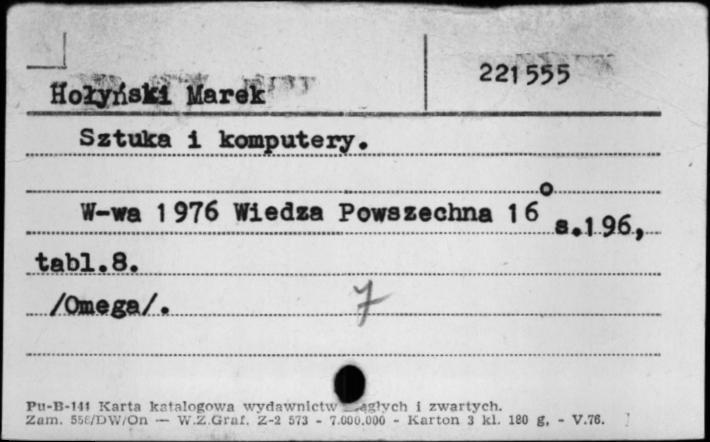 221555
Hołyński Marek
Sztuka i komputery.
W-wa 1976 Wiedza Powszechna 16° s.196,
tabl.8.
/Omega/.
7
Pu-B-141 Karta katalogowa wydawnictw ciągłych i zwartych.
Zam. 556/DW/On — W.Z.Graf. Z-2 573 - 7.000.000 - Karton 3 kl. 180 g, - V.76.